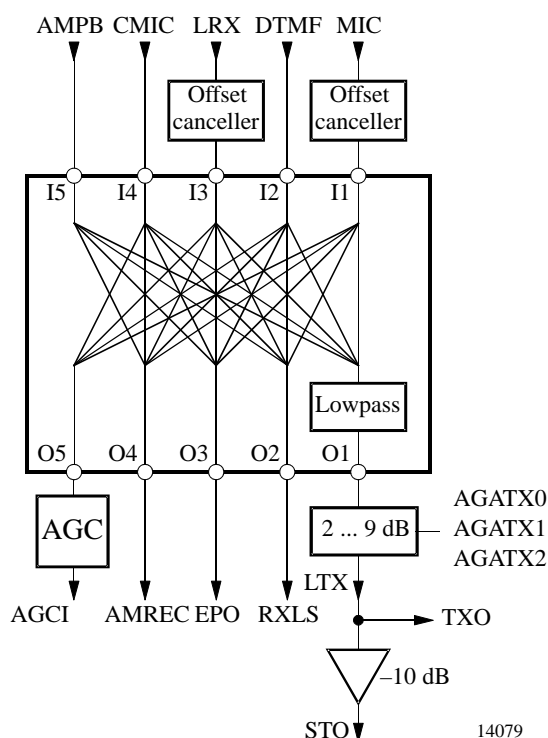 AMPB CMIC LRX DTMF MIC
Offset
canceller
Offset
canceller
I5 I4 I3 I2 I1
Lowpass
O5 O4 O3 O2 O1
AGC
2 ... 9 dB
AGATX0
AGATX1
AGATX2
LTX
AGCI AMREC EPO RXLS
TXO
–10 dB
STO
14079